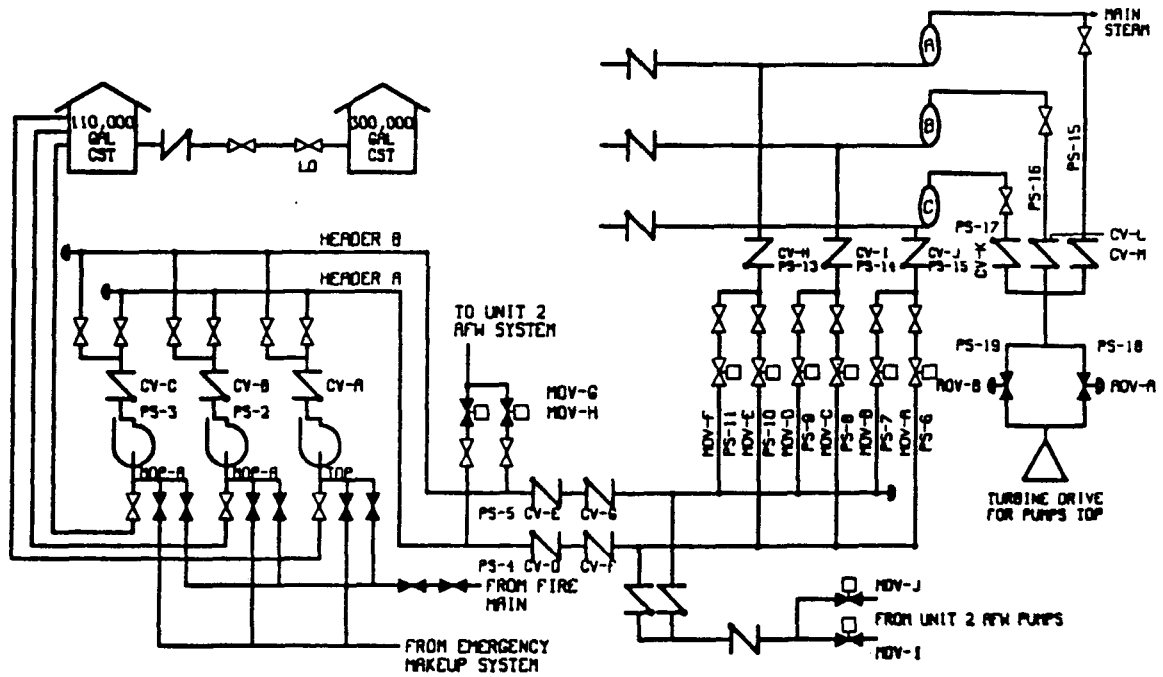 MAIN
STEAM
A
110,000
GAL
CST
300,000
GAL
CST
LO
B
PS-15
PS-16
C
PS-17
HEADER B
CV-H
PS-13
CV-I
PS-14
CV-J
PS-15
CV-K
CV-L
CV-M
HEADER A
TO UNIT 2
AFW SYSTEM
PS-19
PS-18
CV-C
CV-B
CV-A
MOV-G
MOV-H
AOV-B
AOV-A
PS-3
PS-2
MOV-F
PS-11
MOV-E
PS-10
MOV-D
PS-9
MOV-C
PS-8
MOV-B
PS-7
MOV-A
PS-6
TDP
TURBINE DRIVE
FOR PUMPS TDP
PS-5 CV-E CV-G
PS-4 CV-D CV-F
FROM FIRE
MAIN
MOV-J
FROM UNIT 2 AFW PUMPS
MOV-I
FROM EMERGENCY
MAKEUP SYSTEM